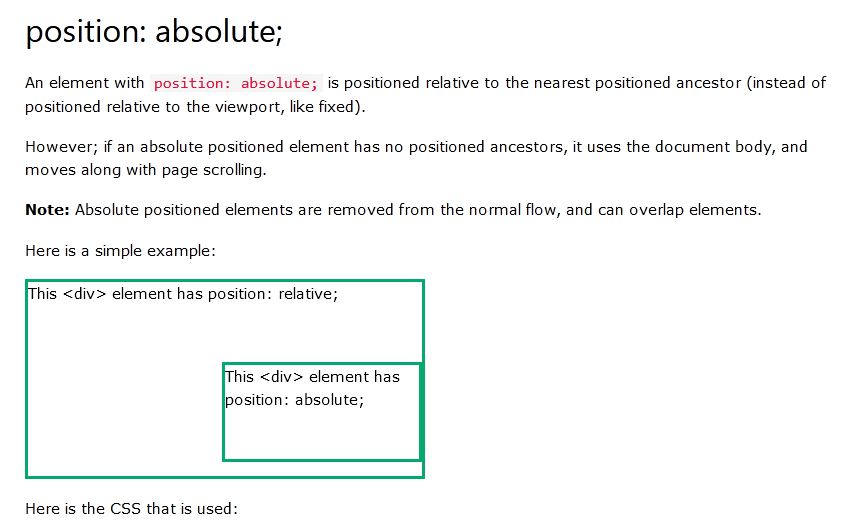 position: absolute;
An element with position: absolute; is positioned relative to the nearest positioned ancestor (instead of
positioned relative to the viewport, like fixed).
However; if an absolute positioned element has no positioned ancestors, it uses the document body, and
moves along with page scrolling.
Note: Absolute positioned elements are removed from the normal flow, and can overlap elements.
Here is a simple example:
This <div> element has position: relative;
This <div> element has
position: absolute;
Here is the CSS that is used: